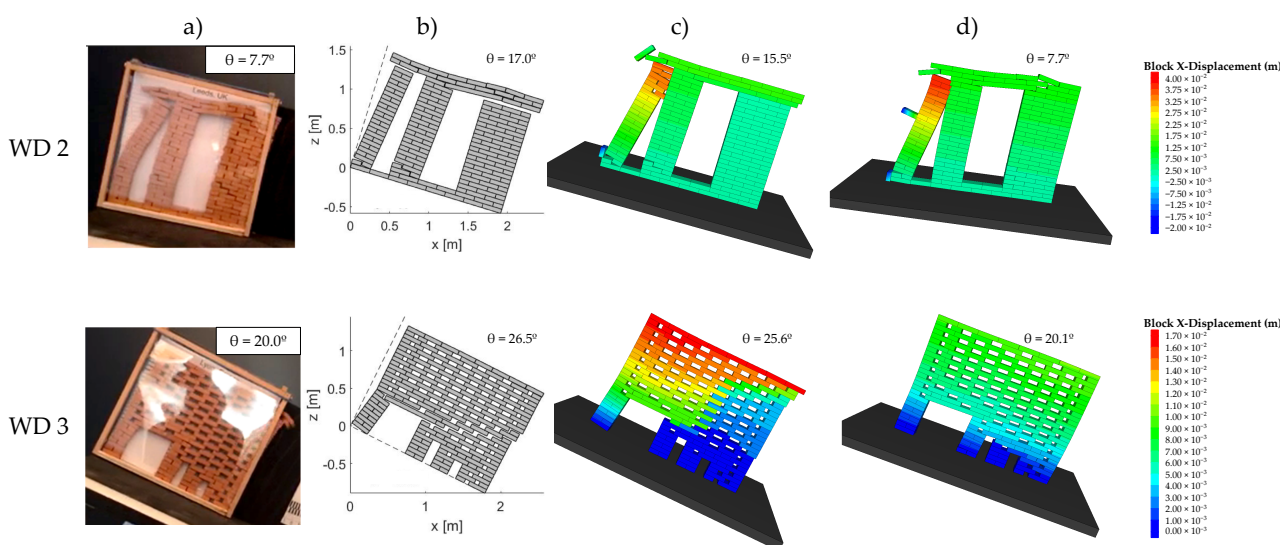 a)
b)
c)
d)
WD 2
θ = 7.7º
Leeds, UK
θ = 17.0º
1.5
1
0.5
0
-0.5
z [m]
0
0.5
1
1.5
2
x [m]
θ = 15.5º
θ = 7.7º
Block X-Displacement (m)
4.00 × 10⁻²
3.75 × 10⁻²
3.25 × 10⁻²
2.75 × 10⁻²
2.25 × 10⁻²
1.75 × 10⁻²
1.25 × 10⁻²
7.50 × 10⁻³
2.50 × 10⁻³
−2.50 × 10⁻³
−7.50 × 10⁻³
−1.25 × 10⁻²
−1.75 × 10⁻²
−2.00 × 10⁻²
WD 3
θ = 20.0º
θ = 26.5º
1
0.5
0
-0.5
z [m]
0
1
2
x [m]
θ = 25.6º
θ = 20.1º
Block X-Displacement (m)
1.70 × 10⁻²
1.60 × 10⁻²
1.50 × 10⁻²
1.40 × 10⁻²
1.30 × 10⁻²
1.20 × 10⁻²
1.10 × 10⁻²
1.00 × 10⁻²
9.00 × 10⁻³
8.00 × 10⁻³
7.00 × 10⁻³
6.00 × 10⁻³
5.00 × 10⁻³
4.00 × 10⁻³
3.00 × 10⁻³
2.00 × 10⁻³
1.00 × 10⁻³
0.00 × 10⁻³